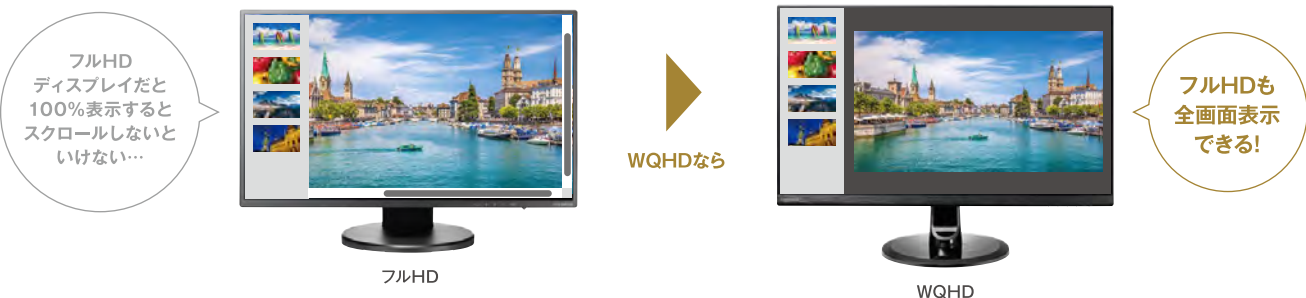 フルHD
ディスプレイだと
100%表示すると
スクロールしないと
いけない…
フルHD
WQHDなら
フルHDも
全画面表示
できる!
WQHD